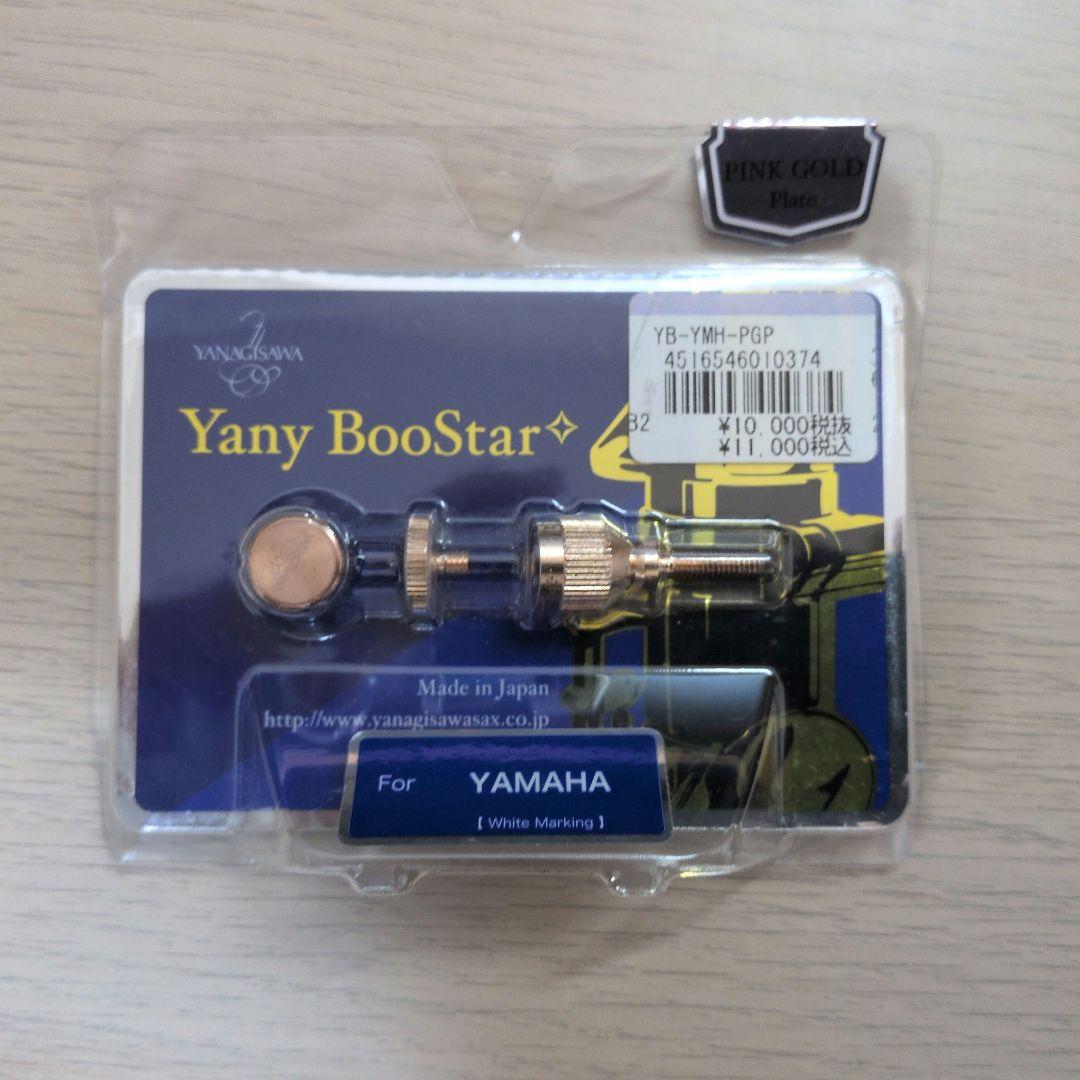 PINK GOLD
Plate
YANAGISAWA
Yany BooStar
YB-YMH-PGP
4516546010374
B2
¥10,000税抜
¥11,000税込
Made in Japan
http://www.yanagisawasax.co.jp
For YAMAHA
【White Marking】